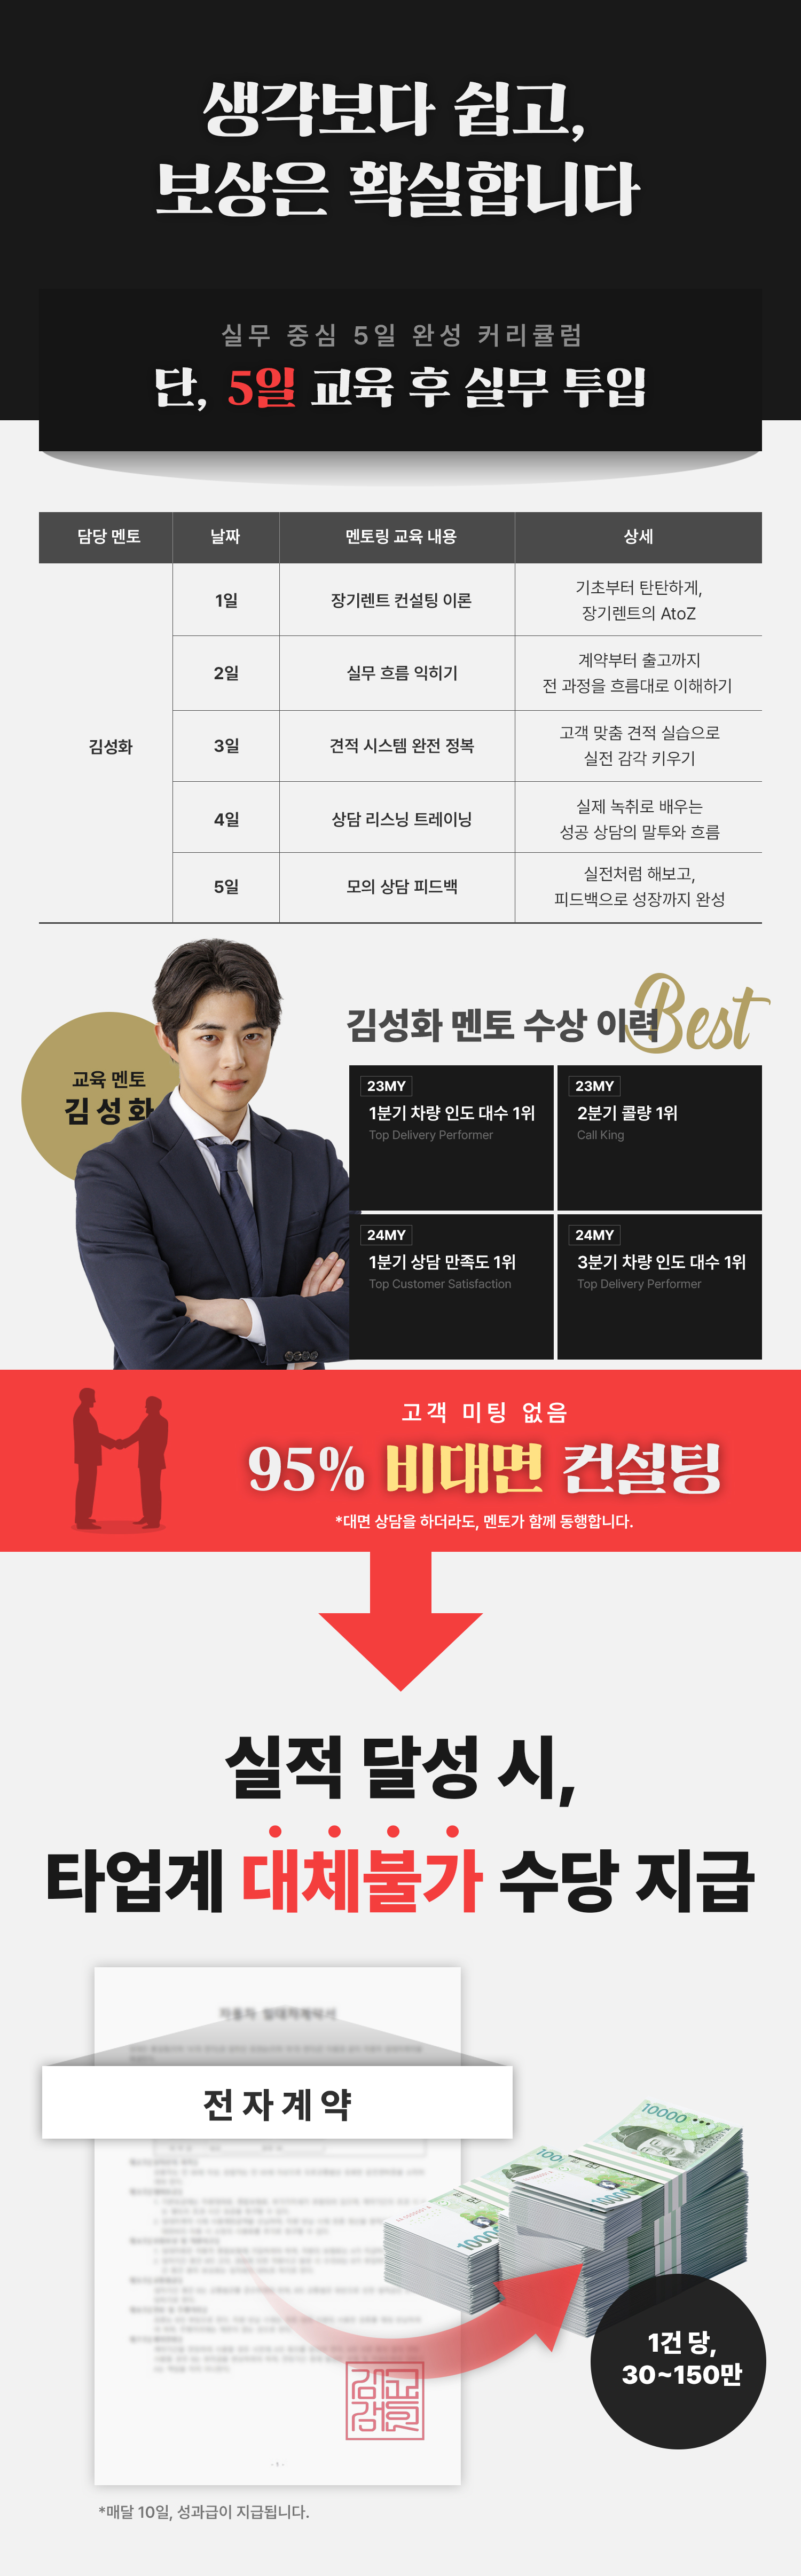 생각보다 쉽고,
보상은 확실합니다
실무 중심 5일 완성 커리큘럼
단, 5일 교육 후 실무 투입
담당 멘토 날짜 멘토링 교육 내용 상세
1일 장기렌트 컨설팅 이론 기초부터 탄탄하게,
장기렌트의 AtoZ
2일 실무 흐름 익히기 계약부터 출고까지
전 과정을 흐름대로 이해하기
김성화 3일 견적 시스템 완전 정복 고객 맞춤 견적 실습으로
실전 감각 키우기
4일 상담 리스닝 트레이닝 실제 녹취로 배우는
성공 상담의 말투와 흐름
5일 모의 상담 피드백 실전처럼 해보고,
피드백으로 성장까지 완성
교육 멘토
김성화
김성화 멘토 수상 이력
Best
23MY
1분기 차량 인도 대수 1위
Top Delivery Performer
23MY
2분기 콜량 1위
Call King
24MY
1분기 상담 만족도 1위
Top Customer Satisfaction
24MY
3분기 차량 인도 대수 1위
Top Delivery Performer
고객 미팅 없음
95% 비대면 컨설팅
*대면 상담을 하더라도, 멘토가 함께 동행합니다.
실적 달성 시,
타업계 대체불가 수당 지급
전자계약
10000
10000
1건 당,
30~150만
- 1 -
*매달 10일, 성과급이 지급됩니다.